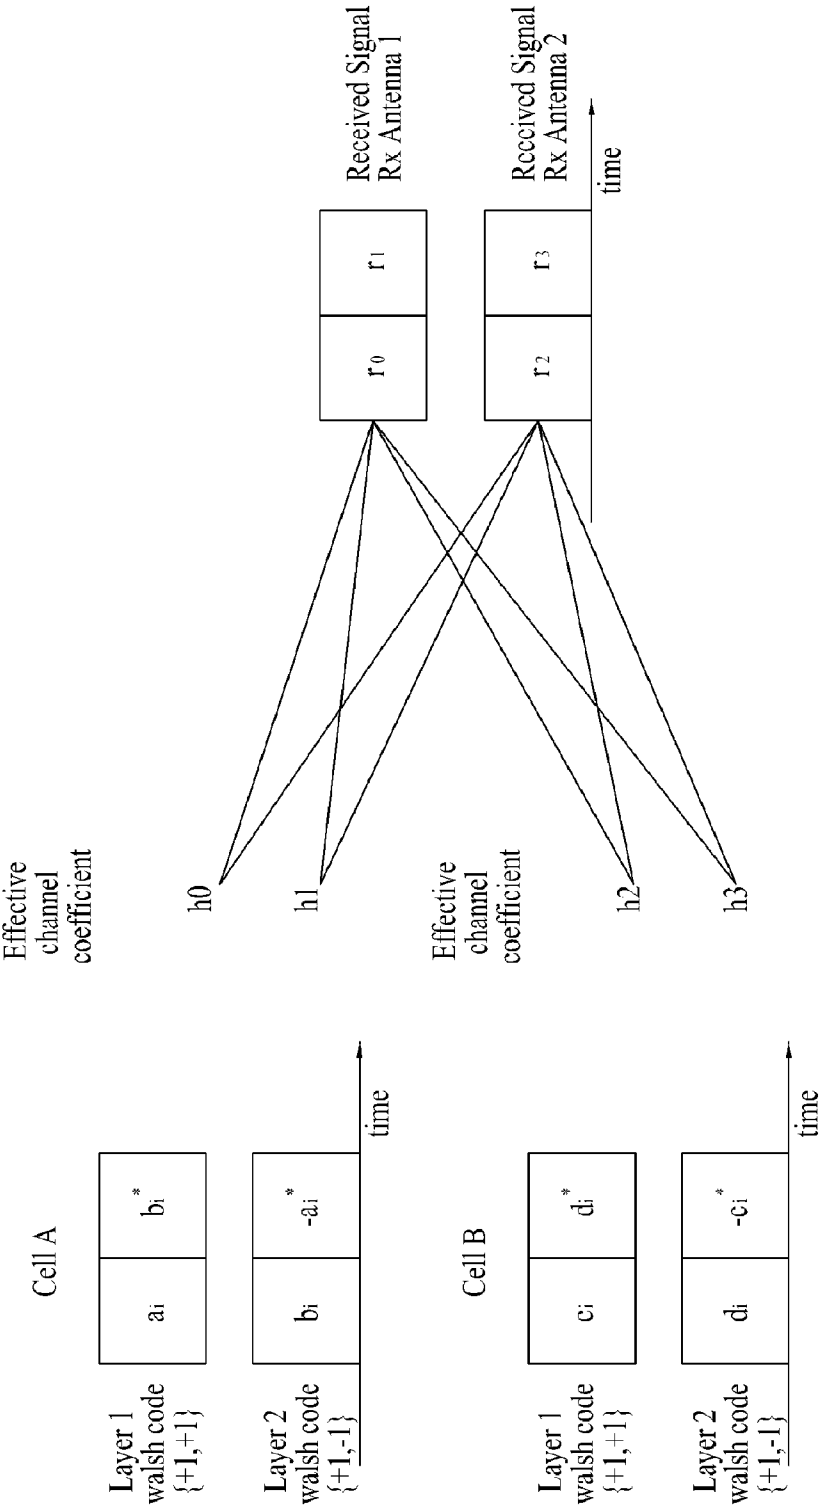 Cell A
Layer 1
walsh code
{+1,+1}
ai
bi*
Layer 2
walsh code
{+1,-1}
bi
-ai*
time
Cell B
Layer 1
walsh code
{+1,+1}
ci
di*
Layer 2
walsh code
{+1,-1}
di
-ci*
time
Effective
channel
coefficient
h0
h1
Effective
channel
coefficient
h2
h3
r0
r1
Received Signal
Rx Antenna 1
r2
r3
Received Signal
Rx Antenna 2
time